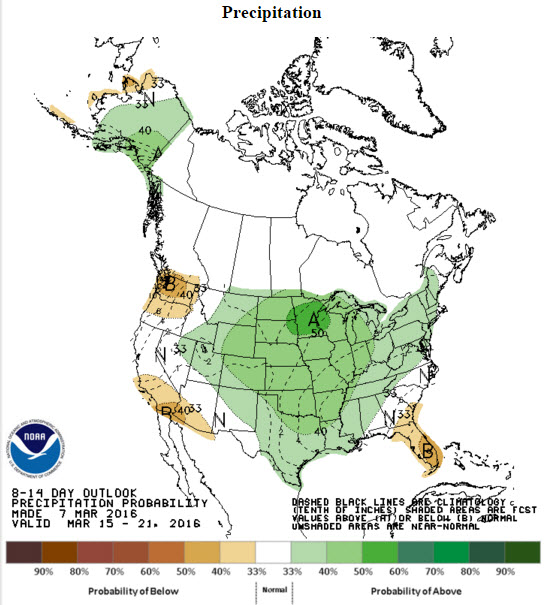 Precipitation
33
33
N
40
A
B
33
40
A
50
33
N
33
N
B
40
33
N
40
33
N
B
NOAA
8-14 DAY OUTLOOK
PRECIPITATION PROBABILITY
MADE 7 MAR 2016
VALID MAR 15 - 21, 2016
DASHED BLACK LINES ARE CLIMATOLOGY
(TENTH OF INCHES) SHADED AREAS ARE FCST
VALUES ABOVE (A) OR BELOW (B) NORMAL
UNSHADED AREAS ARE NEAR-NORMAL
90% 80% 70% 60% 50% 40% 33% 33% 40% 50% 60% 70% 80% 90%
Probability of Below Normal Probability of Above